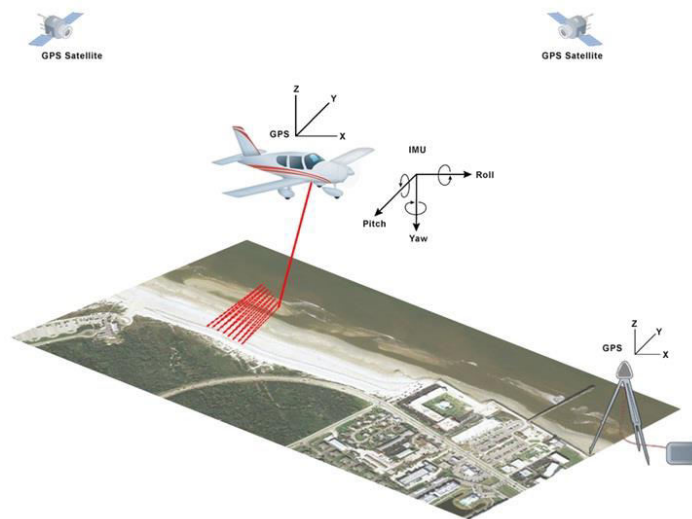 GPS Satellite
GPS Satellite
Z
Y
GPS
X
IMU
Roll
Pitch
Yaw
Z
Y
GPS
X